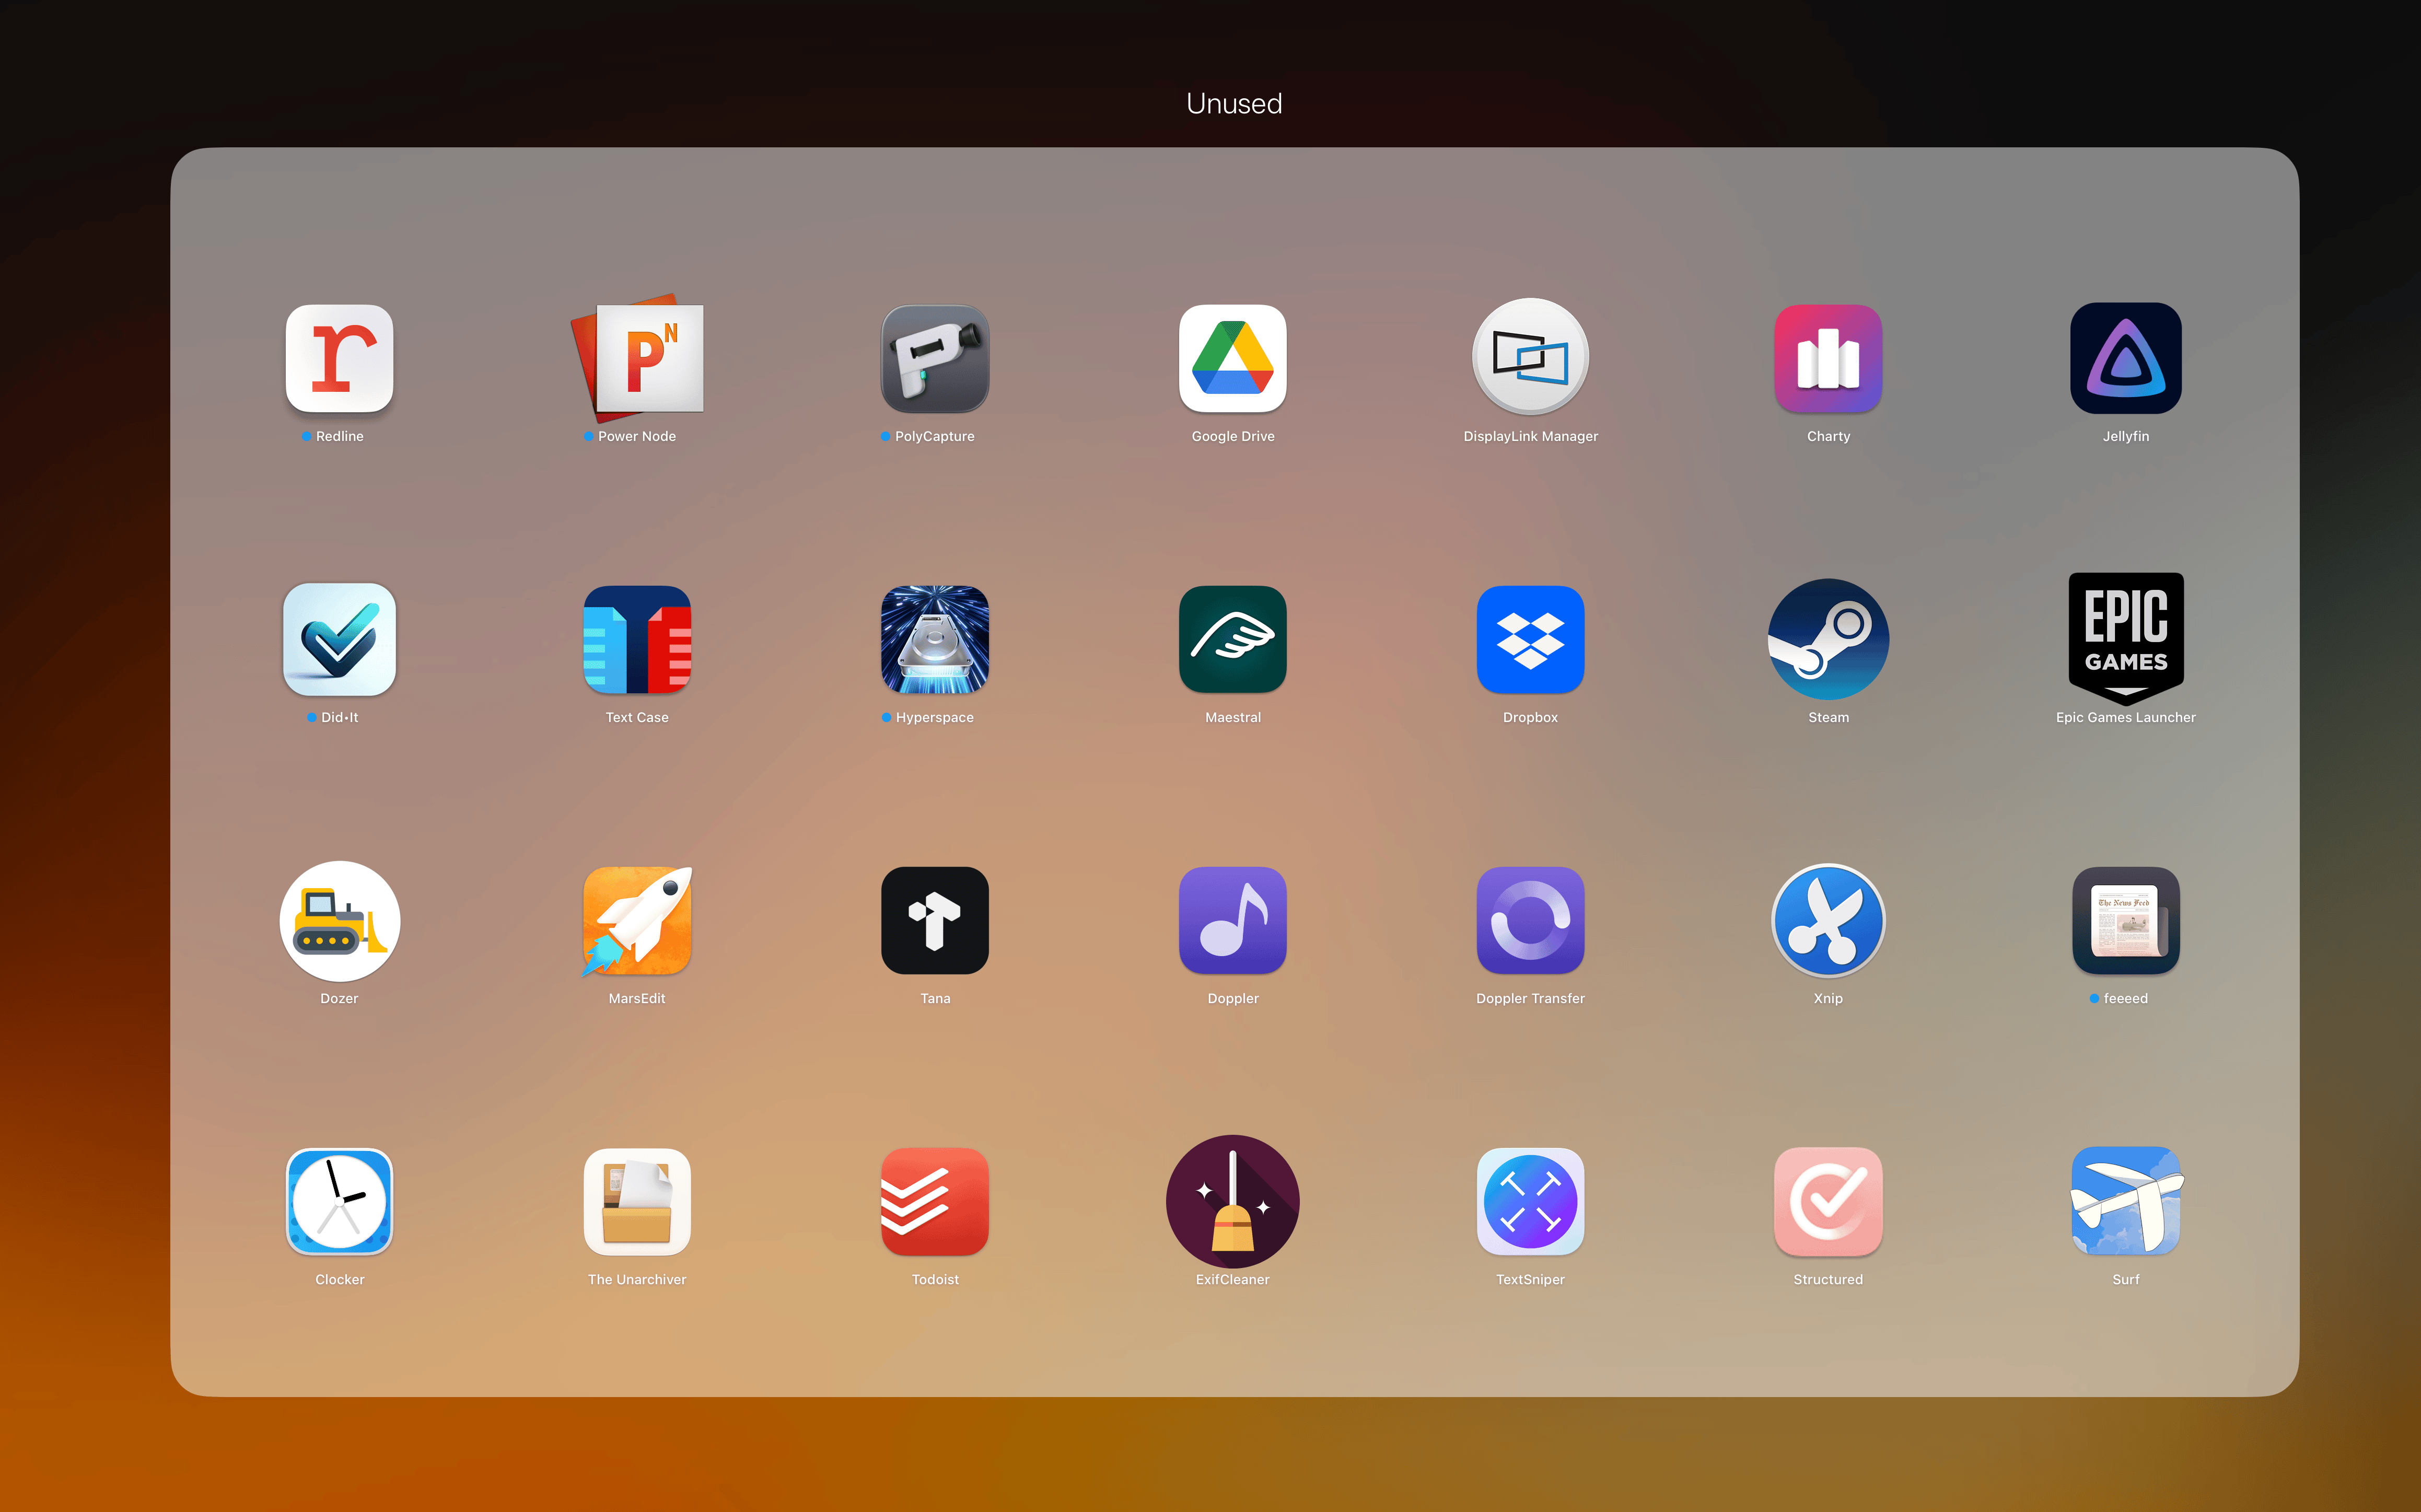 Unused
r
P N
Redline
Power Node
PolyCapture
Google Drive
DisplayLink Manager
Charty
Jellyfin
EPIC
GAMES
Did•It
Text Case
Hyperspace
Maestral
Dropbox
Steam
Epic Games Launcher
The News Feed
Dozer
MarsEdit
Tana
Doppler
Doppler Transfer
Xnip
feeeed
Clocker
The Unarchiver
Todoist
ExifCleaner
TextSniper
Structured
Surf